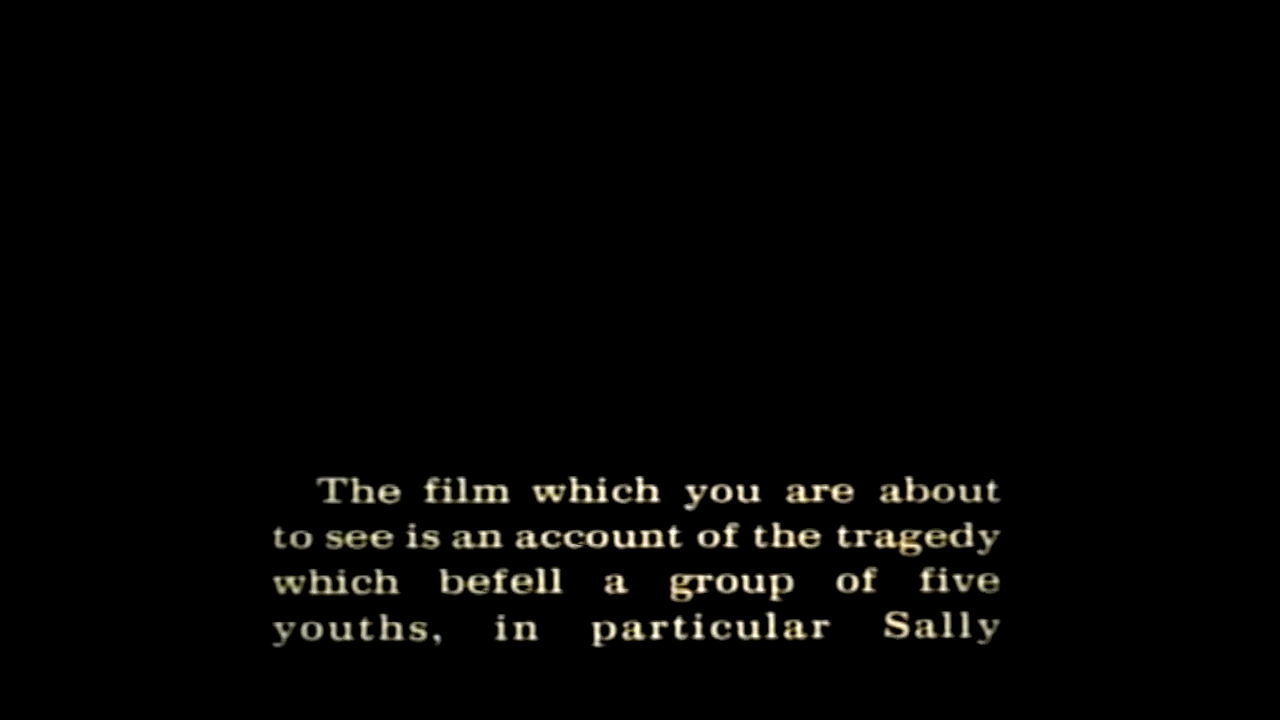 The film which you are about
to see is an account of the tragedy
which befell a group of five
youths, in particular Sally